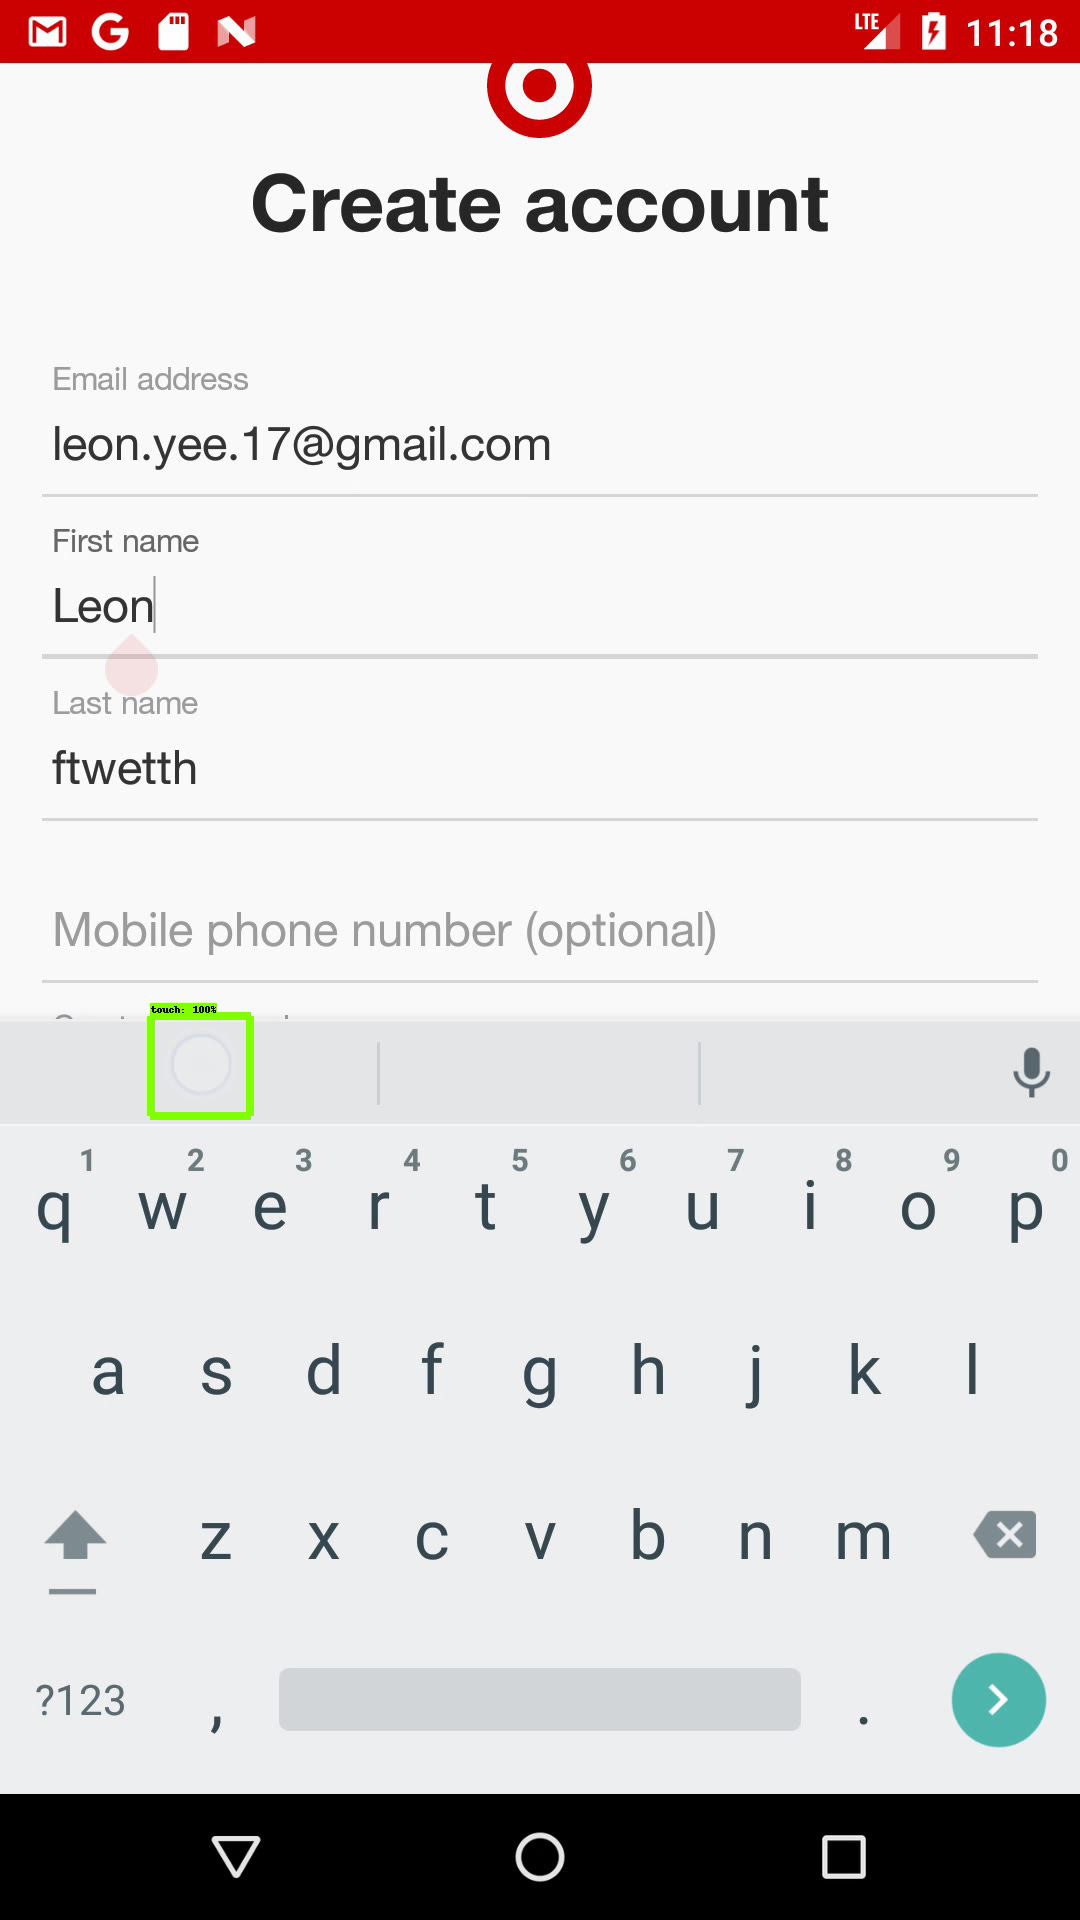 LTE 11:18
Create account
Email address
leon.yee.17@gmail.com
First name
Leon
Last name
ftwetth
Mobile phone number (optional)
touch: 100%
1 2 3 4 5 6 7 8 9 0
q w e r t y u i o p
a s d f g h j k l
z x c v b n m
?123 , .